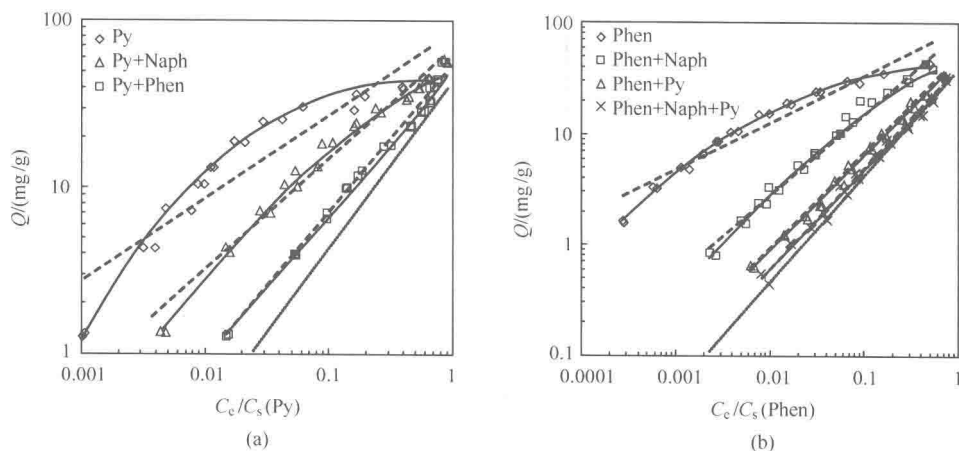 100
10
1
Q/(mg/g)
Py
Py+Naph
Py+Phen
0.001
0.01
0.1
1
Cₑ/Cₛ (Py)
(a)
100
10
1
0.1
Q/(mg/g)
Phen
Phen+Naph
Phen+Py
Phen+Naph+Py
0.0001
0.01
0.1
1
Cₑ/Cₛ (Phen)
(b)